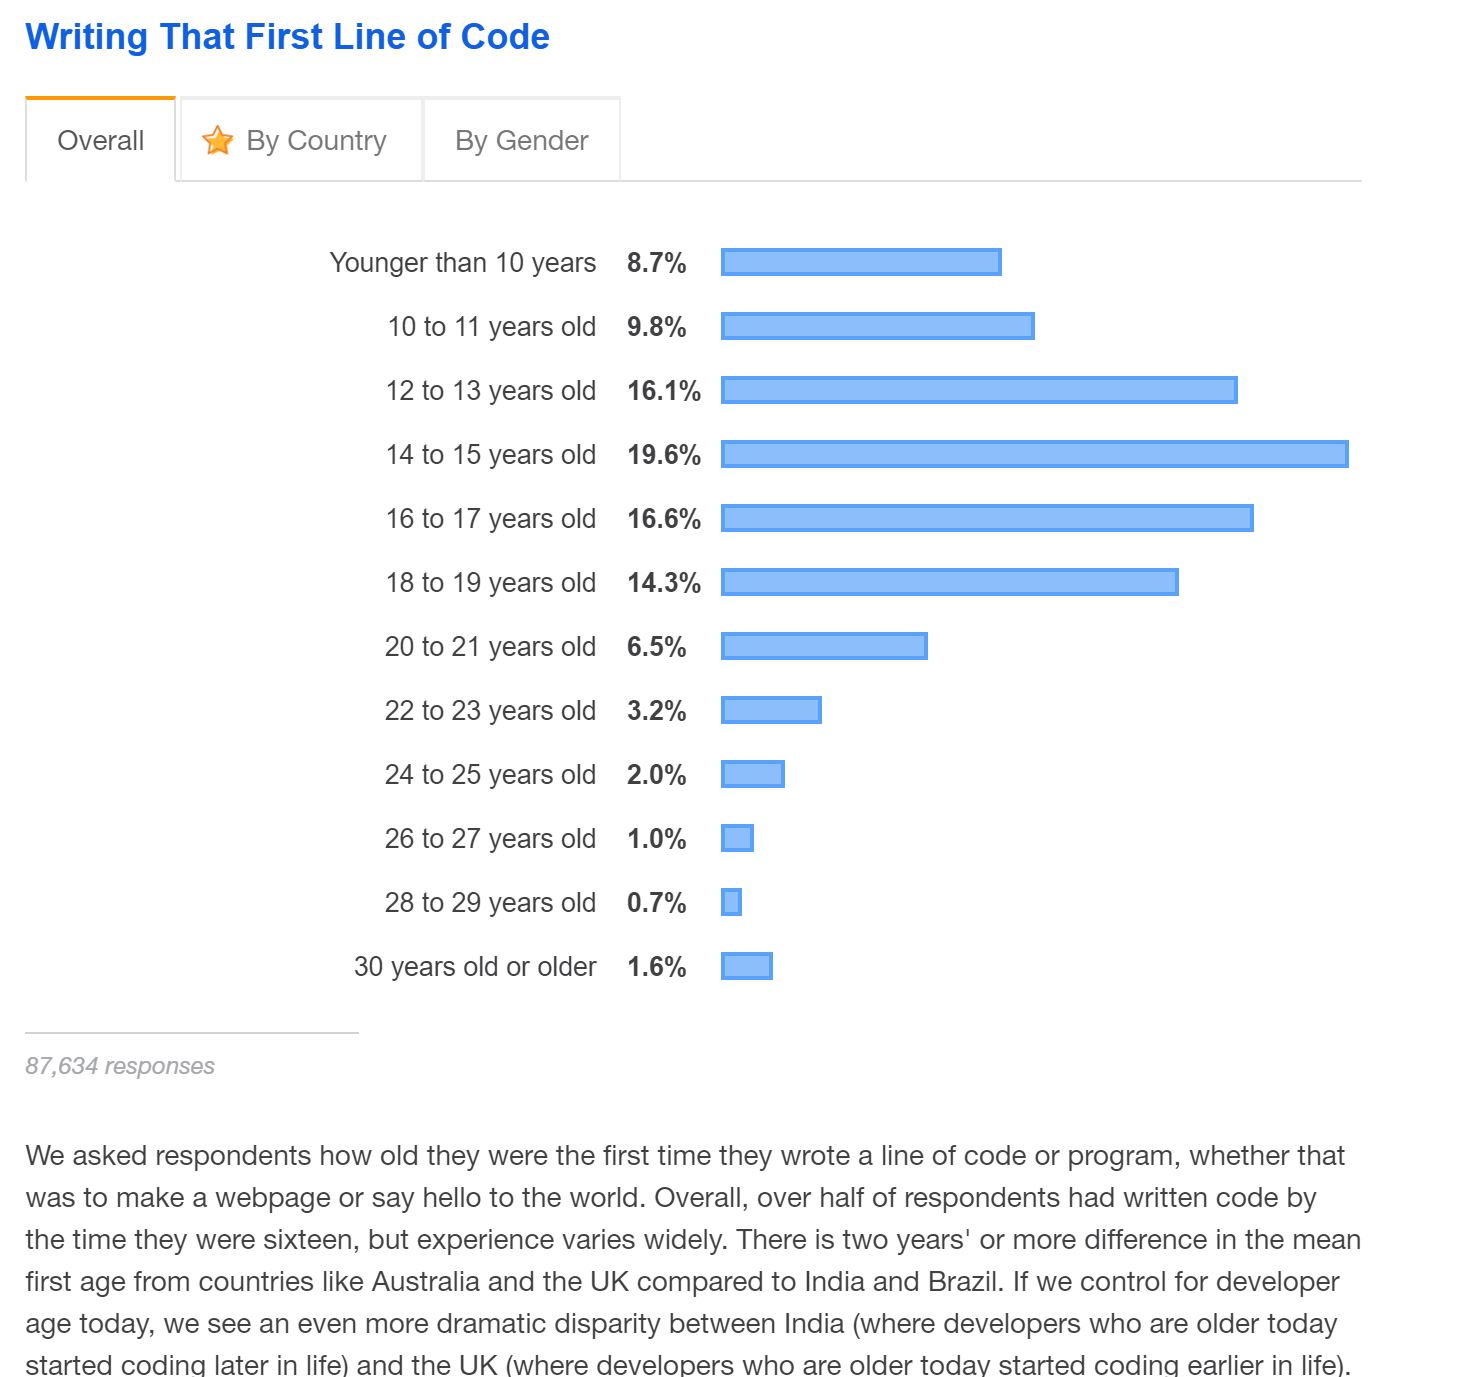 Writing That First Line of Code
Overall
By Country
By Gender
Younger than 10 years 8.7%
10 to 11 years old 9.8%
12 to 13 years old 16.1%
14 to 15 years old 19.6%
16 to 17 years old 16.6%
18 to 19 years old 14.3%
20 to 21 years old 6.5%
22 to 23 years old 3.2%
24 to 25 years old 2.0%
26 to 27 years old 1.0%
28 to 29 years old 0.7%
30 years old or older 1.6%
87,634 responses
We asked respondents how old they were the first time they wrote a line of code or program, whether that
was to make a webpage or say hello to the world. Overall, over half of respondents had written code by
the time they were sixteen, but experience varies widely. There is two years' or more difference in the mean
first age from countries like Australia and the UK compared to India and Brazil. If we control for developer
age today, we see an even more dramatic disparity between India (where developers who are older today
started coding later in life) and the UK (where developers who are older today started coding earlier in life).